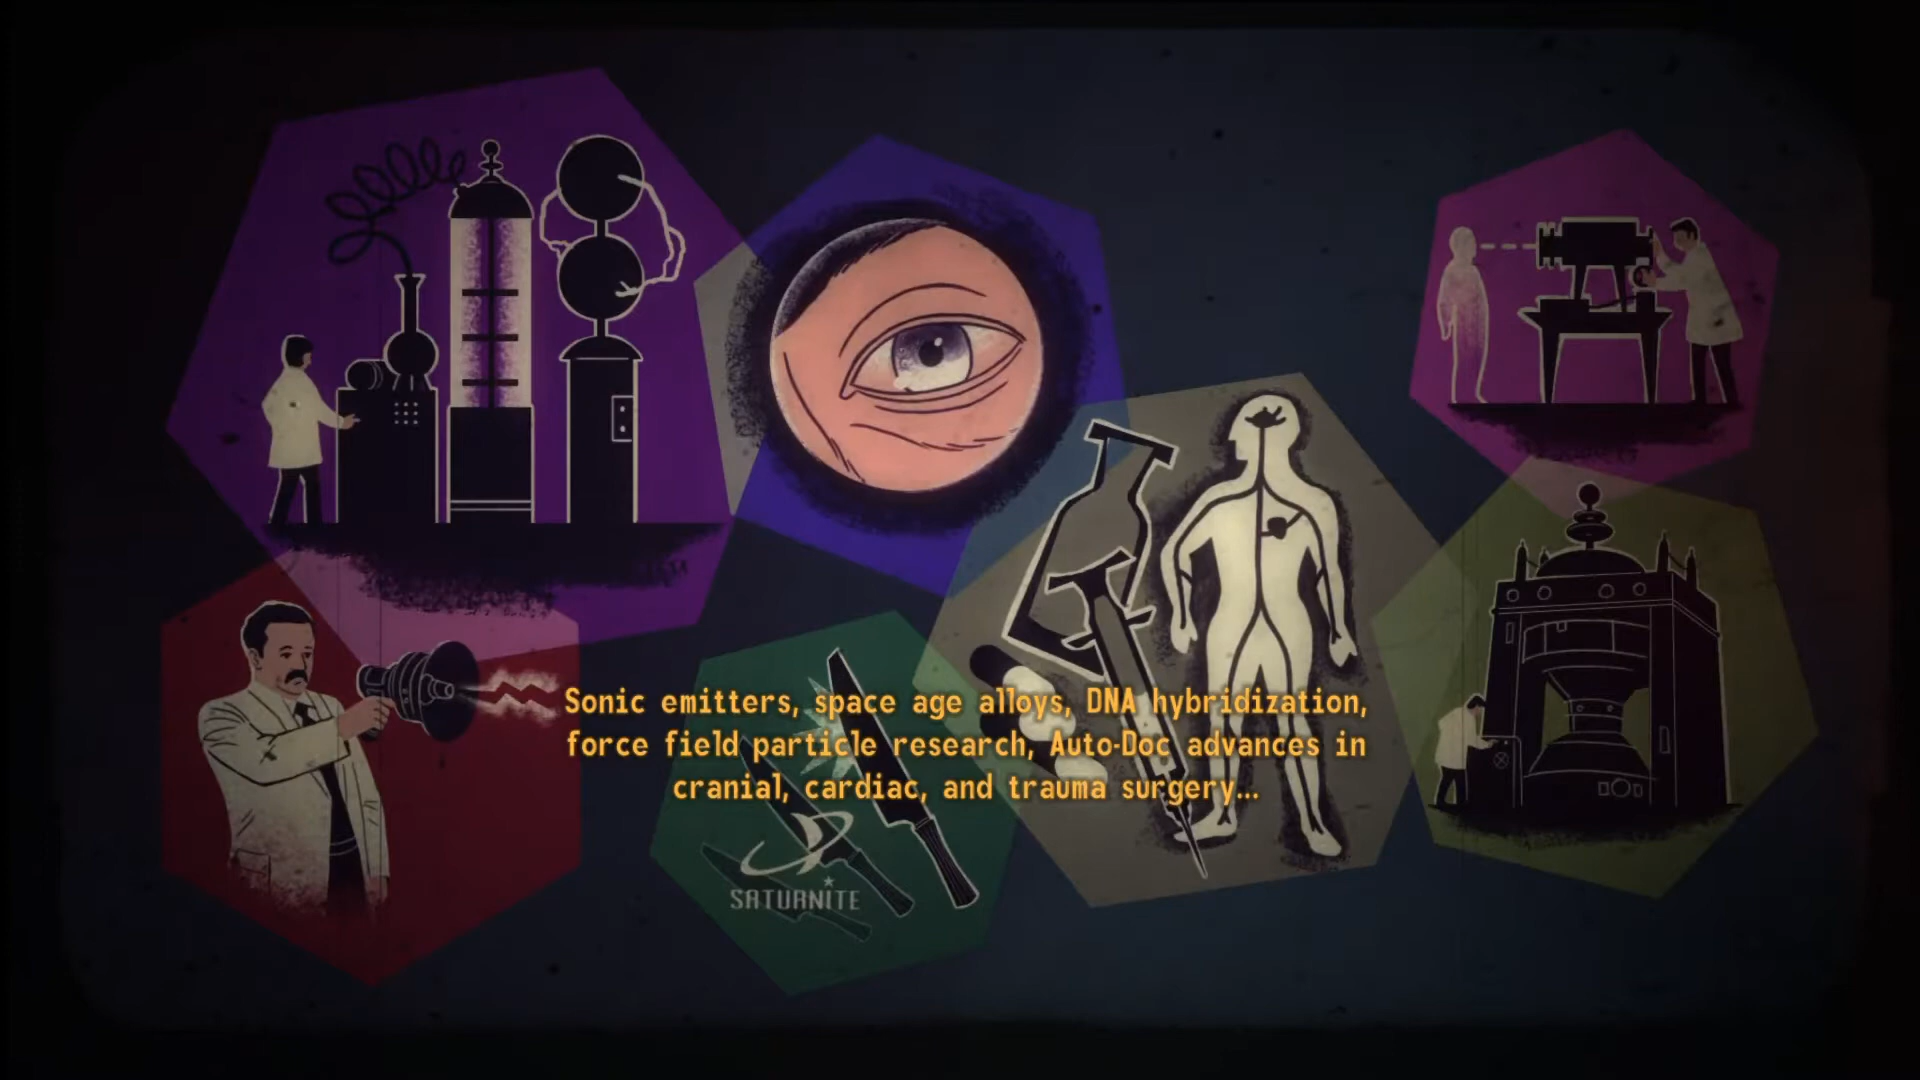 Sonic emitters, space age alloys, DNA hybridization,
force field particle research, Auto-Doc advances in
cranial, cardiac, and trauma surgery...
SATURNITE